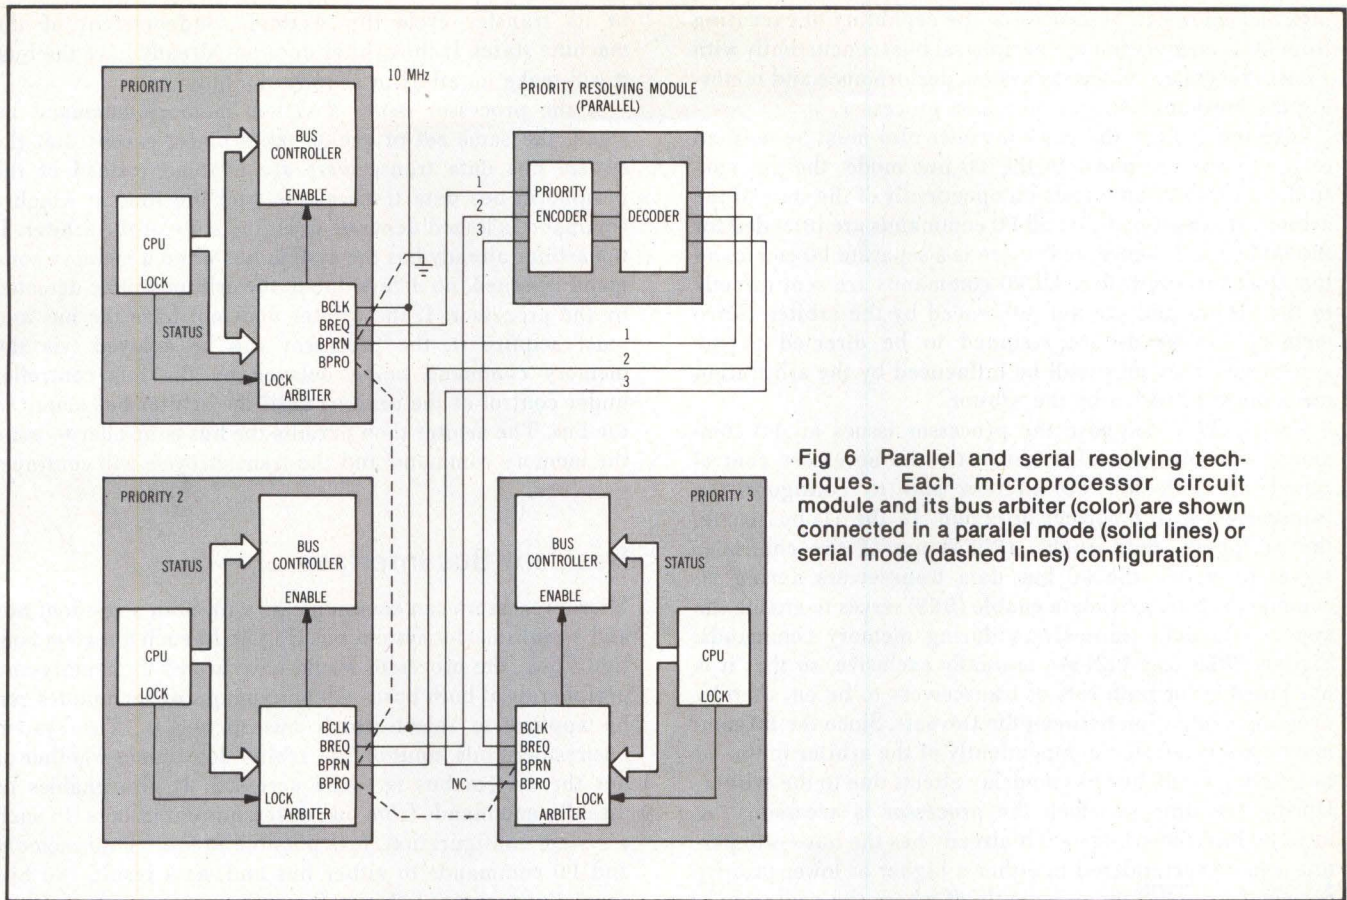 PRIORITY 1
BUS
CONTROLLER
ENABLE
CPU
LOCK
STATUS
BCLK
BREQ
BPRN
BPRO
LOCK
ARBITER
10 MHz
PRIORITY RESOLVING MODULE
(PARALLEL)
PRIORITY
ENCODER
DECODER
1
2
3
1
2
3
Fig 6 Parallel and serial resolving tech-
niques. Each microprocessor circuit
module and its bus arbiter (color) are shown
connected in a parallel mode (solid lines) or
serial mode (dashed lines) configuration
PRIORITY 2
STATUS
BUS
CONTROLLER
ENABLE
CPU
LOCK
BCLK
BREQ
BPRN
BPRO
LOCK
ARBITER
PRIORITY 3
BUS
CONTROLLER
STATUS
ENABLE
CPU
LOCK
BCLK
BREQ
BPRN
BPRO
NC
LOCK
ARBITER